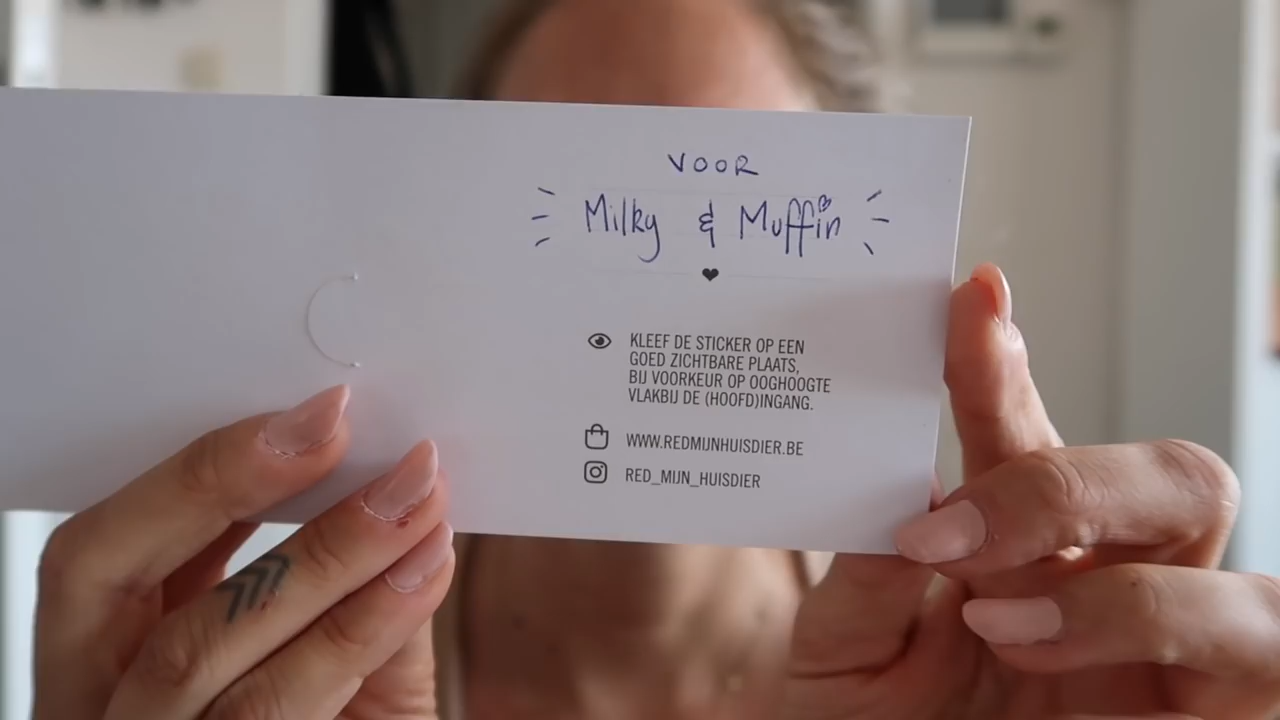 VOOR
Milky & Muffin
KLEEF DE STICKER OP EEN
GOED ZICHTBARE PLAATS,
BIJ VOORKEUR OP OOGHOOGTE
VLAKBIJ DE (HOOFD)INGANG.
WWW.REDMIJNHUISDIER.BE
RED_MIJN_HUISDIER